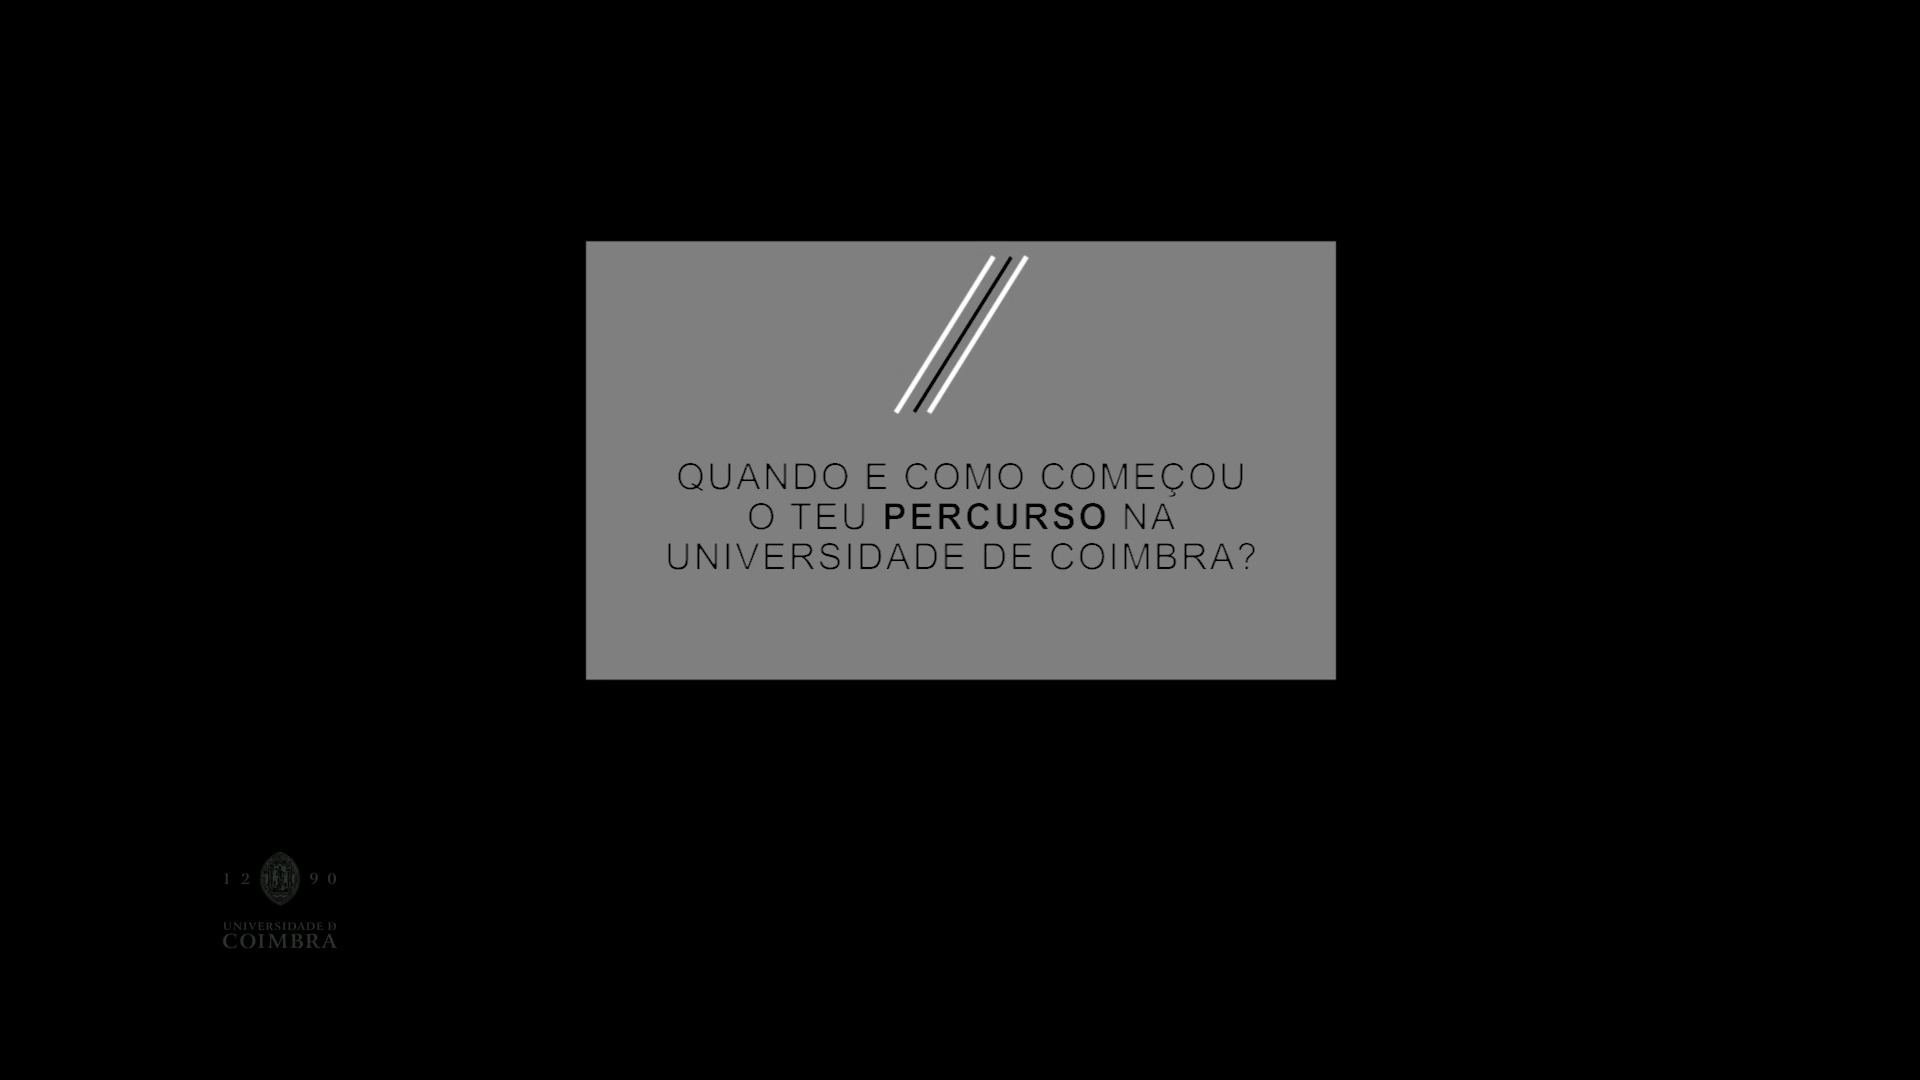 QUANDO E COMO COMEÇOU
O TEU PERCURSO NA
UNIVERSIDADE DE COIMBRA?
1 2 9 0
UNIVERSIDADE Ð
COIMBRA